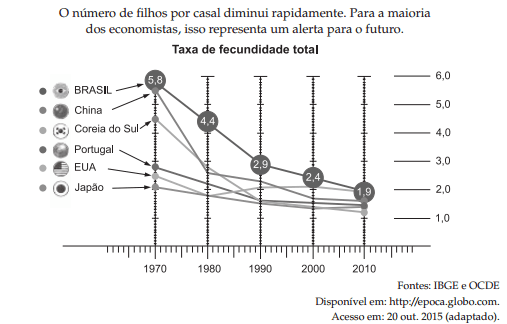 O número de filhos por casal diminui rapidamente. Para a maioria
dos economistas, isso representa um alerta para o futuro.
Taxa de fecundidade total
BRASIL
China
Coreia do Sul
Portugal
EUA
Japão
5,8
4,4
2,9
2,4
1,9
6,0
5,0
4,0
3,0
2,0
1,0
1970
1980
1990
2000
2010
Fontes: IBGE e OCDE
Disponível em: http://epoca.globo.com.
Acesso em: 20 out. 2015 (adaptado).